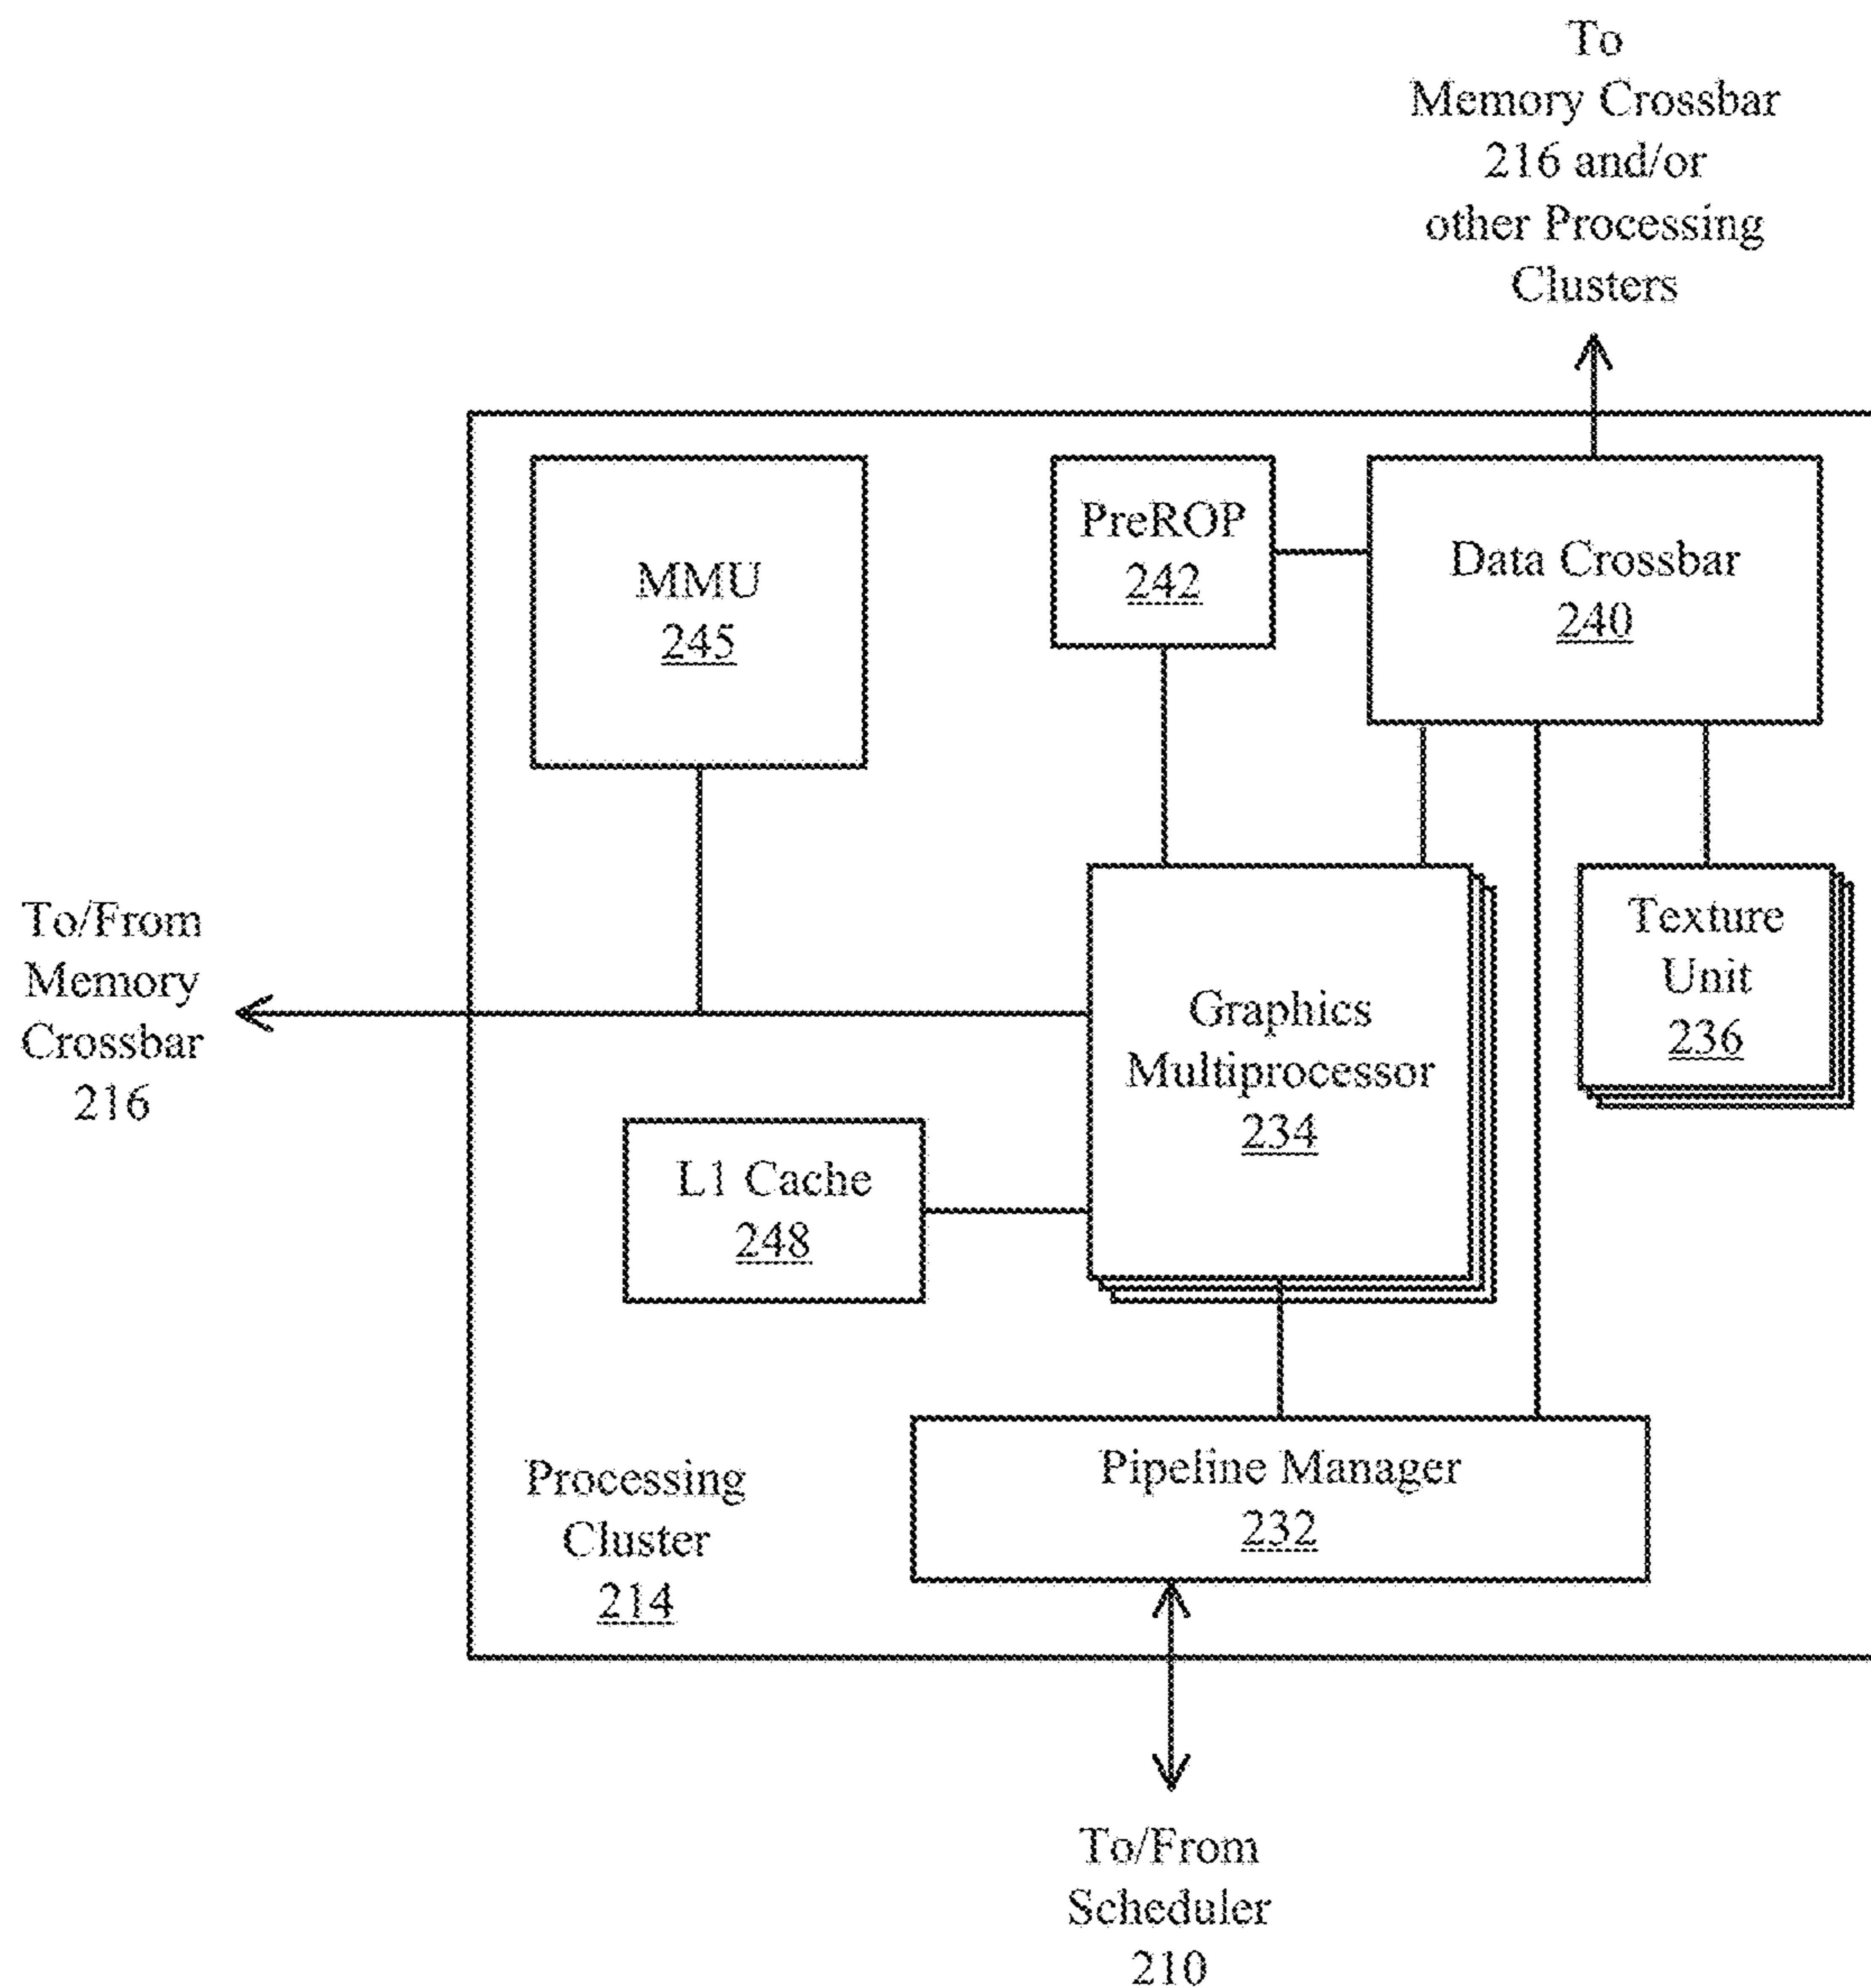 To
Memory Crossbar
216 and/or
other Processing
Clusters
MMU
245
PreROP
242
Data Crossbar
240
To/From
Memory
Crossbar
216
Graphics
Multiprocessor
234
Texture
Unit
236
L1 Cache
248
Processing
Cluster
214
Pipeline Manager
232
To/From
Scheduler
210